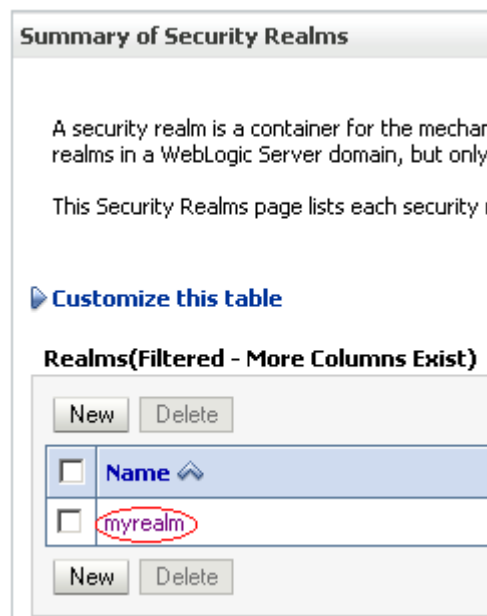 Summary of Security Realms
A security realm is a container for the
realms in a WebLogic Server domain, but only
This Security Realms page lists each security
Customize this table
Realms(Filtered - More Columns Exist)
New Delete
Name
myrealm
New Delete